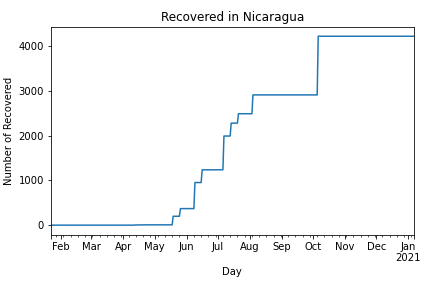 Recovered in Nicaragua
Number of Recovered
4000
3000
2000
1000
0
Feb Mar Apr May Jun Jul Aug Sep Oct Nov Dec Jan
2021
Day